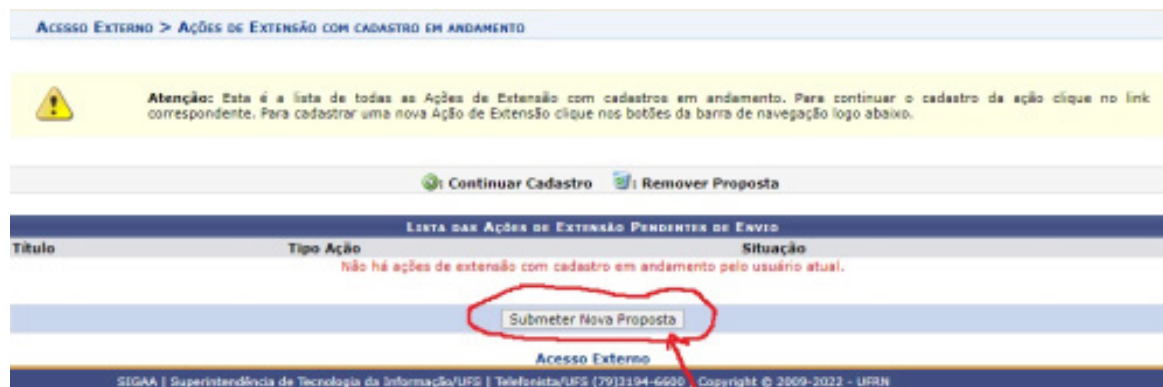 Acesso Externo > Ações de Extensão com cadastro em andamento
Atenção: Esta é a lista de todas as Ações de Extensão com cadastros em andamento. Para continuar o cadastro da ação clique no link
correspondente. Para cadastrar uma nova Ação de Extensão clique nos botões da barra de navegação logo abaixo.
: Continuar Cadastro : Remover Proposta
Lista das Ações de Extensão Pendentes de Envio
Título Tipo Ação Situação
Não há ações de extensão com cadastro em andamento pelo usuário atual.
Submeter Nova Proposta
Acesso Externo
SIGAA | Superintendência de Tecnologia da Informação/UFS | Telefonista/UFS (79)3194-6600 | Copyright © 2009-2022 - UFRN